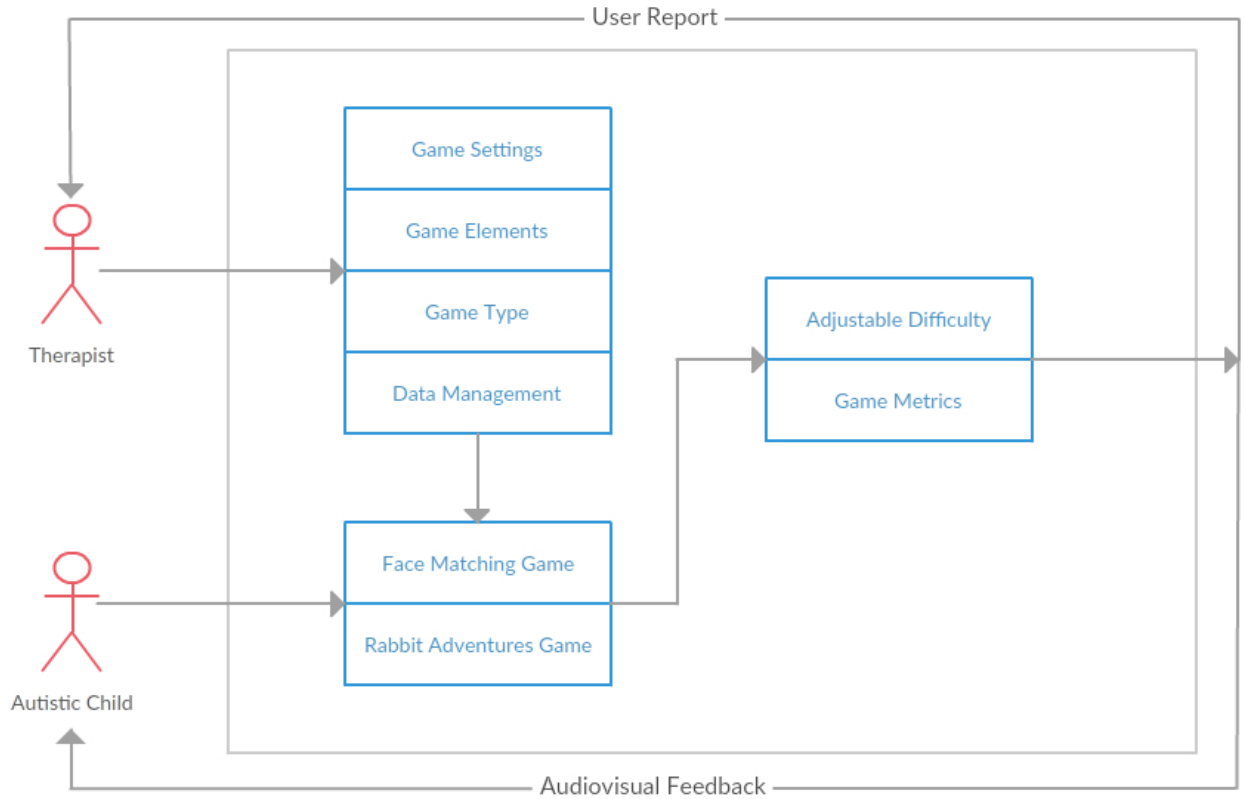 User Report
Game Settings
Game Elements
Game Type
Data Management
Therapist
Adjustable Difficulty
Game Metrics
Face Matching Game
Rabbit Adventures Game
Autistic Child
Audiovisual Feedback